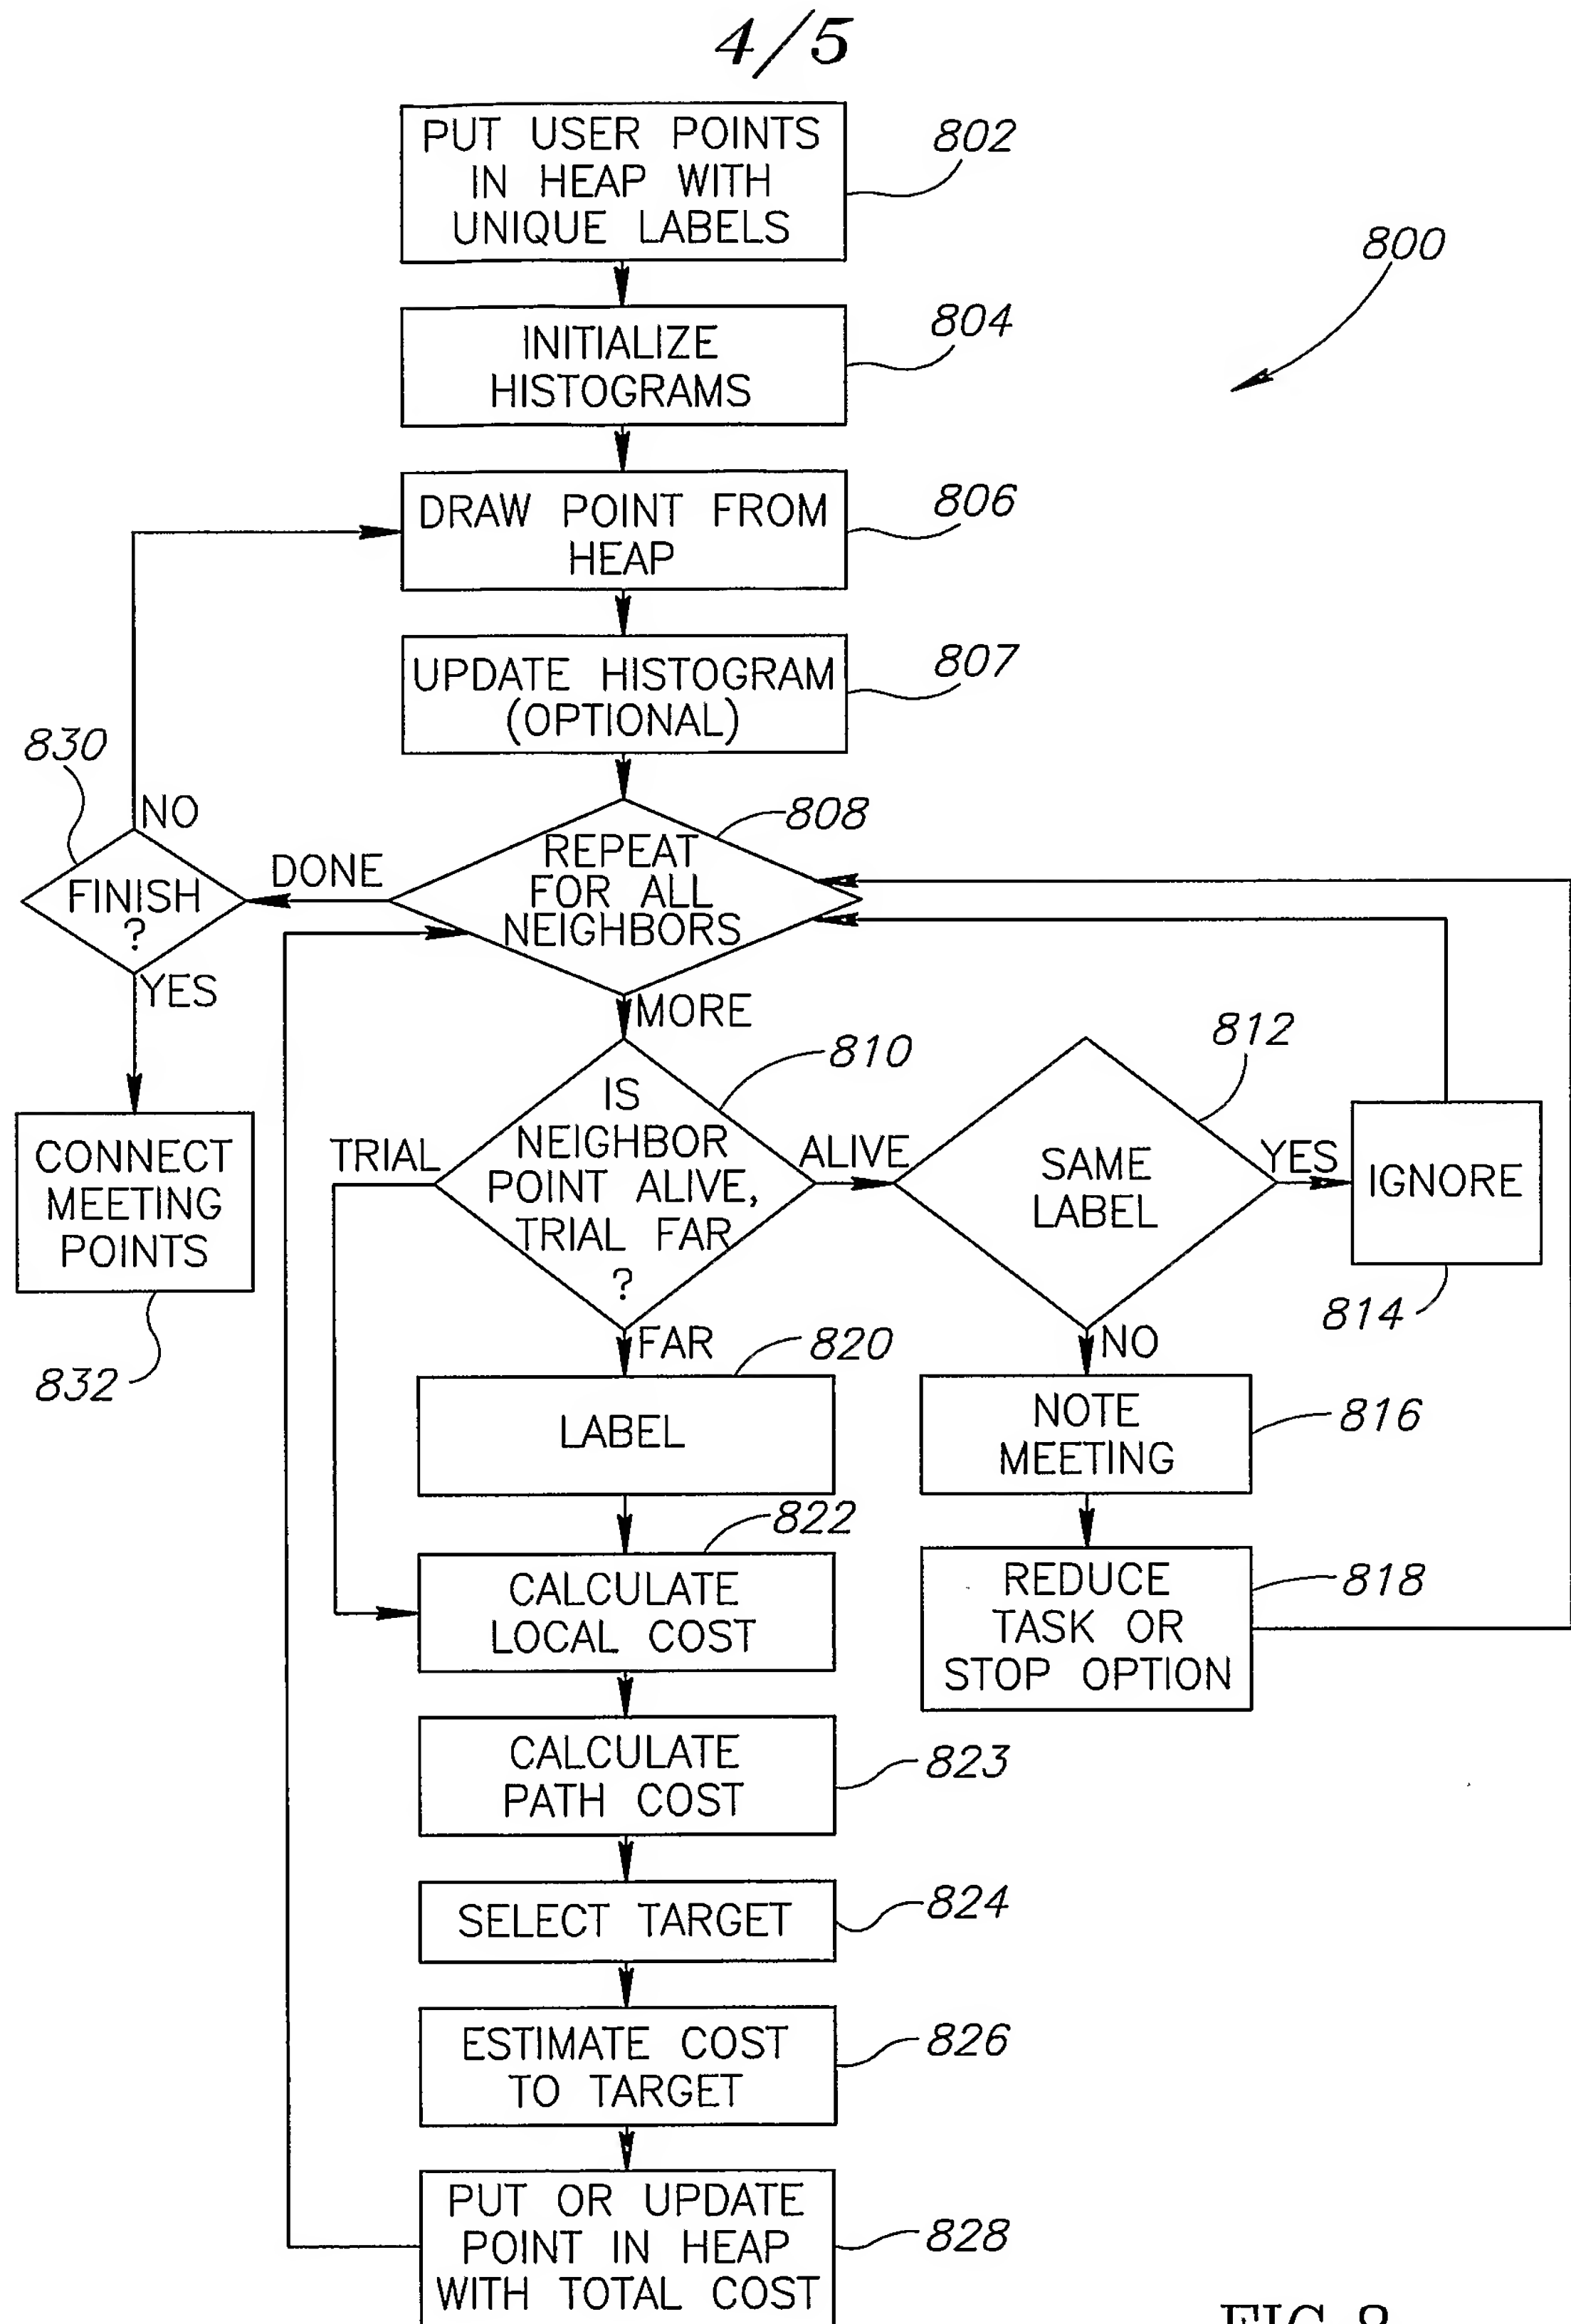 4/5
PUT USER POINTS
IN HEAP WITH
UNIQUE LABELS
802
800
INITIALIZE
HISTOGRAMS
804
DRAW POINT FROM
HEAP
806
UPDATE HISTOGRAM
(OPTIONAL)
807
830
NO
FINISH
?
YES
DONE
REPEAT
FOR ALL
NEIGHBORS
808
MORE
CONNECT
MEETING
POINTS
832
TRIAL
IS
NEIGHBOR
POINT ALIVE,
TRIAL FAR
?
810
ALIVE
SAME
LABEL
812
YES
IGNORE
814
FAR
NO
LABEL
820
NOTE
MEETING
816
CALCULATE
LOCAL COST
822
REDUCE
TASK OR
STOP OPTION
818
CALCULATE
PATH COST
823
SELECT TARGET
824
ESTIMATE COST
TO TARGET
826
PUT OR UPDATE
POINT IN HEAP
WITH TOTAL COST
828
FIG.8